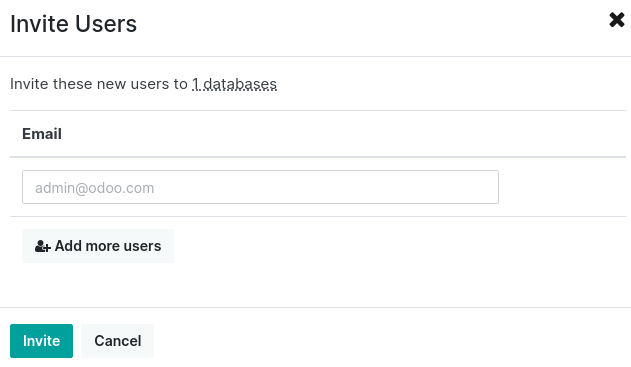 Invite Users
Invite these new users to 1 databases
Email
admin@odoo.com
Add more users
Invite
Cancel